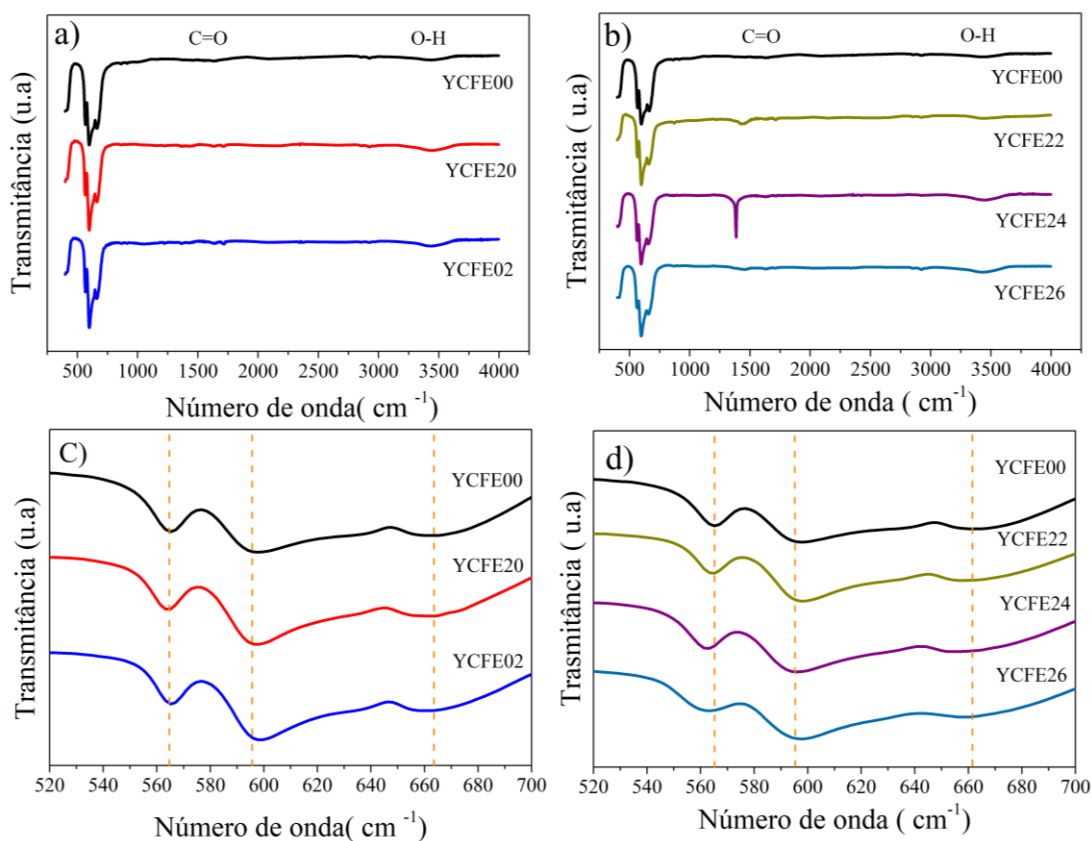 a)
C=O
O-H
YCFE00
YCFE20
YCFE02
Transmitância (u.a)
500 1000 1500 2000 2500 3000 3500 4000
Número de onda( cm -1)
b)
C=O
O-H
YCFE00
YCFE22
YCFE24
YCFE26
Trasmitância ( u.a)
500 1000 1500 2000 2500 3000 3500 4000
Número de onda ( cm -1)
C)
YCFE00
YCFE20
YCFE02
Transmitância (u.a)
520 540 560 580 600 620 640 660 680 700
Número de onda( cm -1)
d)
YCFE00
YCFE22
YCFE24
YCFE26
Trasmitância ( u.a)
520 540 560 580 600 620 640 660 680 700
Número de onda ( cm -1)